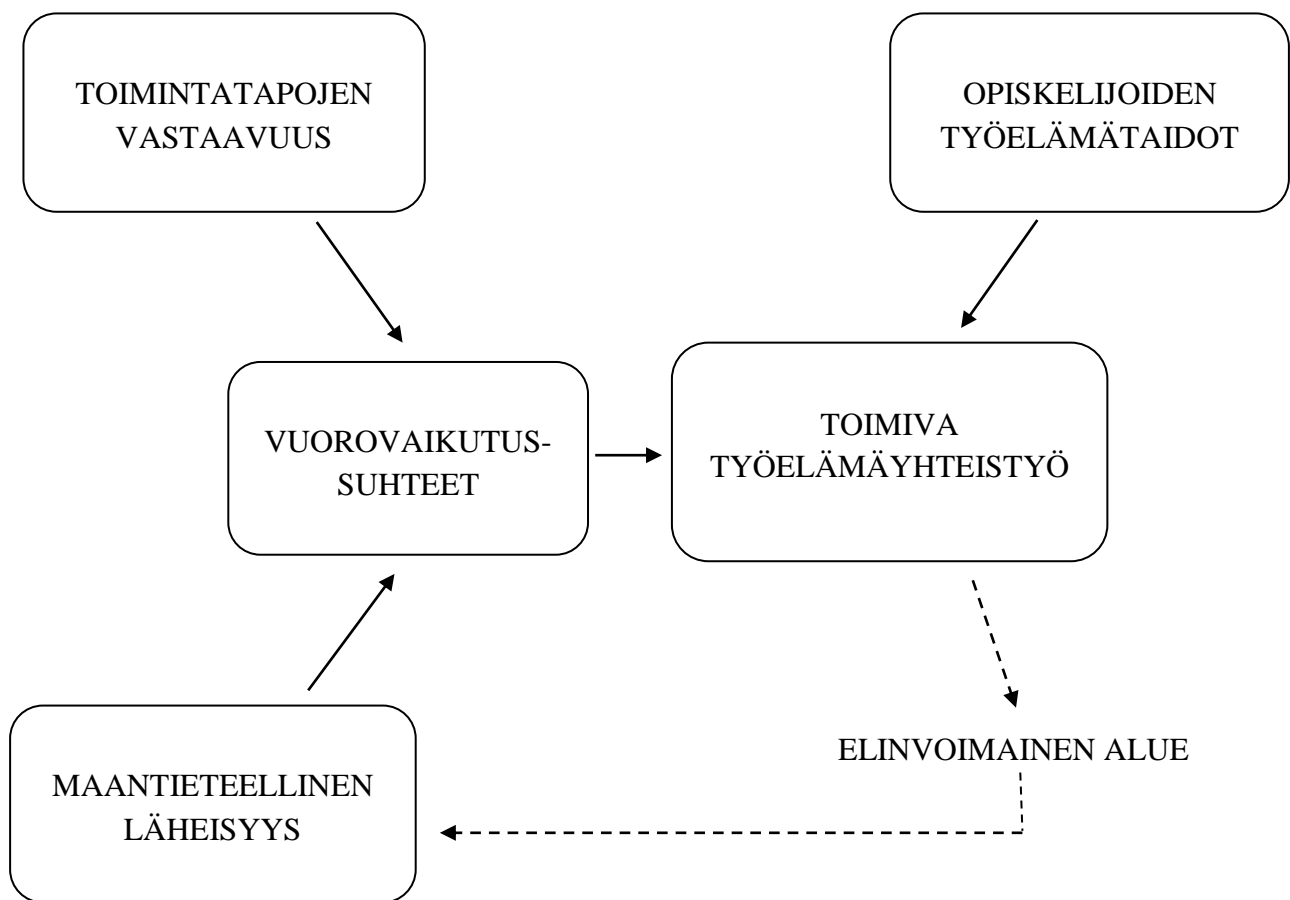 TOIMINTATAPOJEN
VASTAAVUUS
OPISKELIJOIDEN
TYÖELÄMÄTAIDOT
VUOROVAIKUTUS-
SUHTEET
TOIMIVA
TYÖELÄMÄYHTEISTYÖ
MAANTIETEELLINEN
LÄHEISYYS
ELINVOIMAINEN ALUE